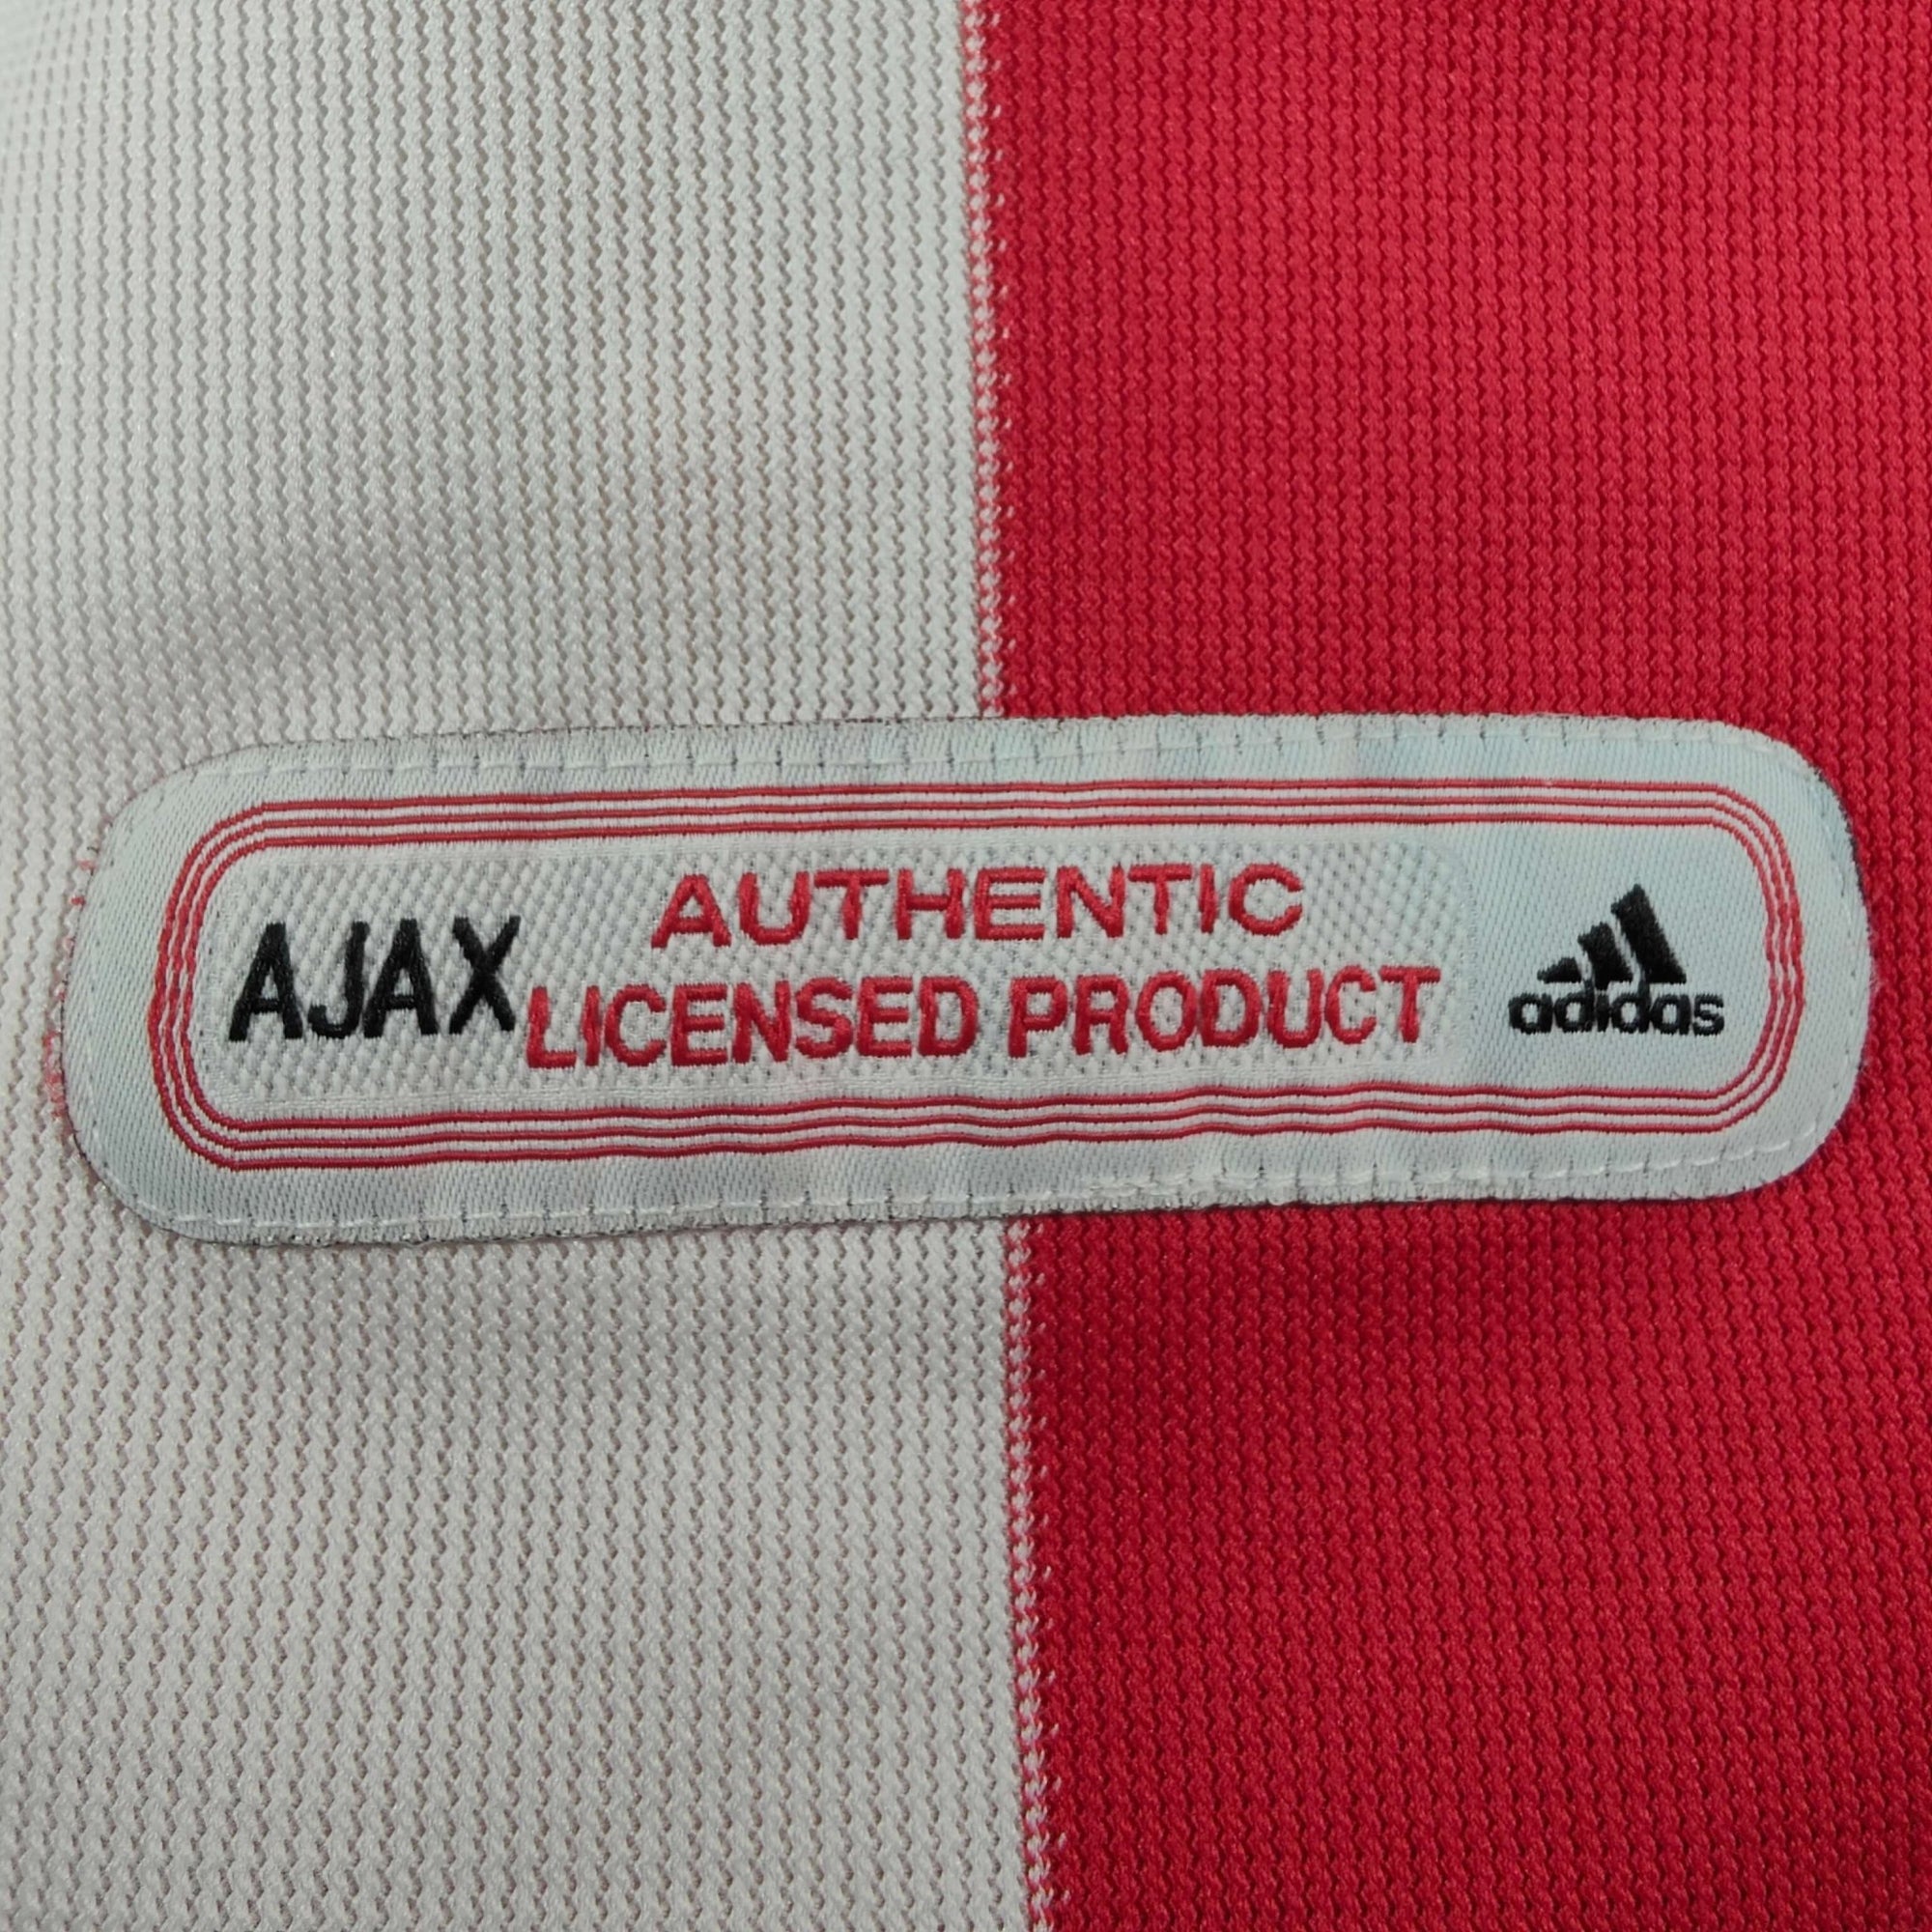 AJAX
AUTHENTIC
LICENSED PRODUCT
adidas